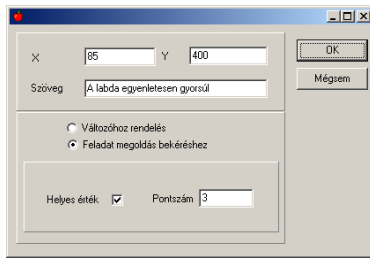 X 85 Y 400 OK
Szöveg A labda egyenletesen gyorsúl Mégsem
Változóhoz rendelés
Feladat megoldás bekéréshez
Helyes érték Pontszám 3